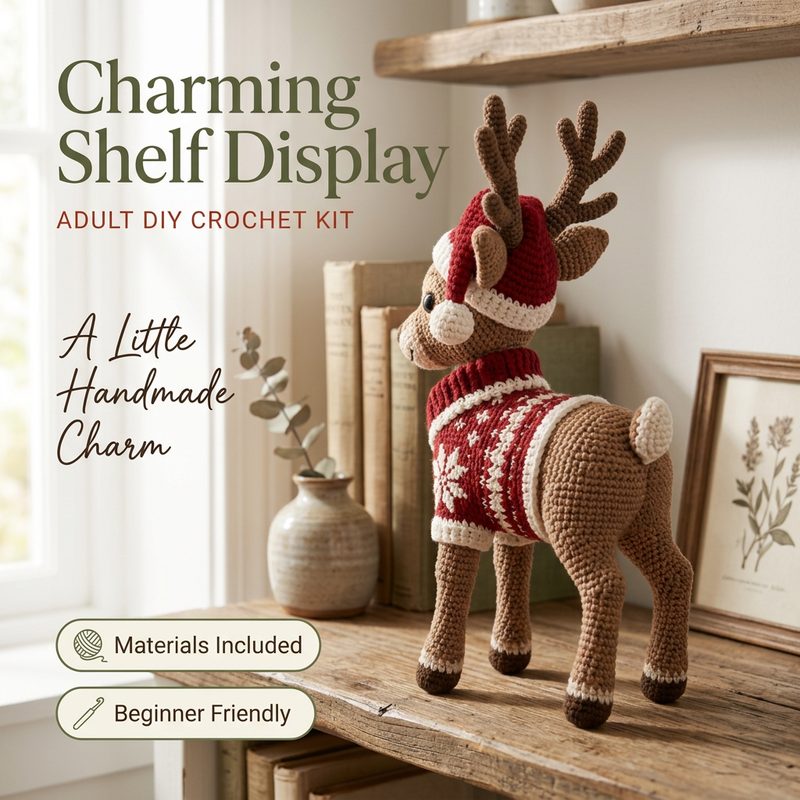 Charming
Shelf Display
ADULT DIY CROCHET KIT
A Little
Handmade
Charm
Materials Included
Beginner Friendly